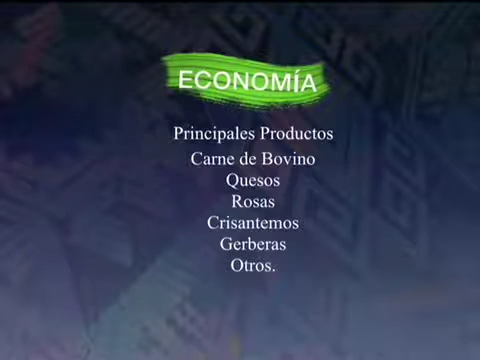 ECONOMÍA
Principales Productos
Carne de Bovino
Quesos
Rosas
Crisantemos
Gerberas
Otros.